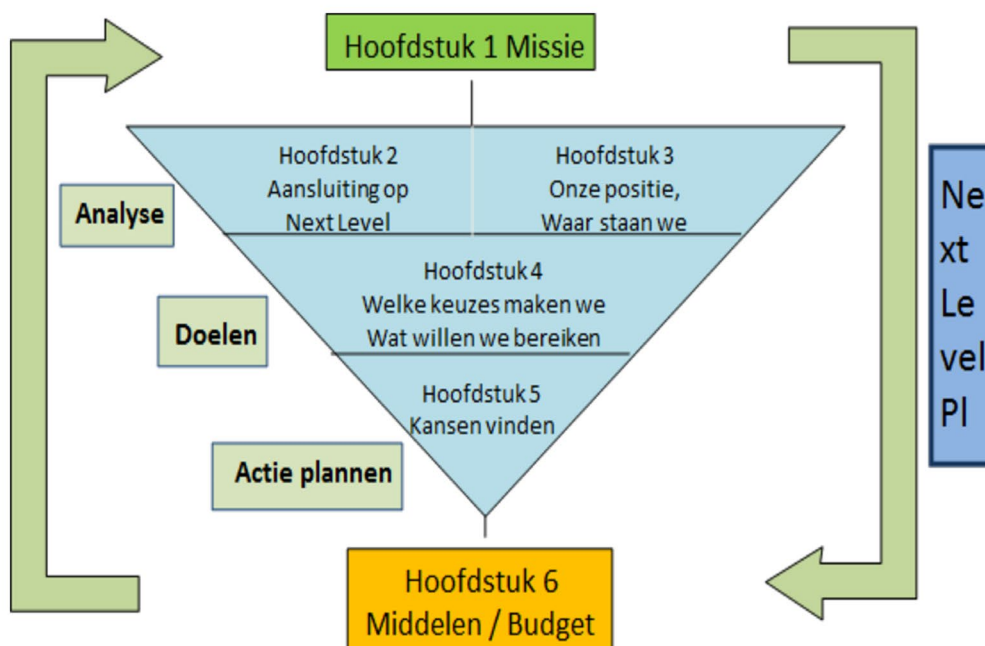 Hoofdstuk 1 Missie
Hoofdstuk 2
Aansluiting op
Next Level
Hoofdstuk 3
Onze positie,
Waar staan we
Analyse
Hoofdstuk 4
Welke keuzes maken we
Wat willen we bereiken
Doelen
Hoofdstuk 5
Kansen vinden
Actie plannen
Hoofdstuk 6
Middelen / Budget
Ne
xt
Le
vel
Pl